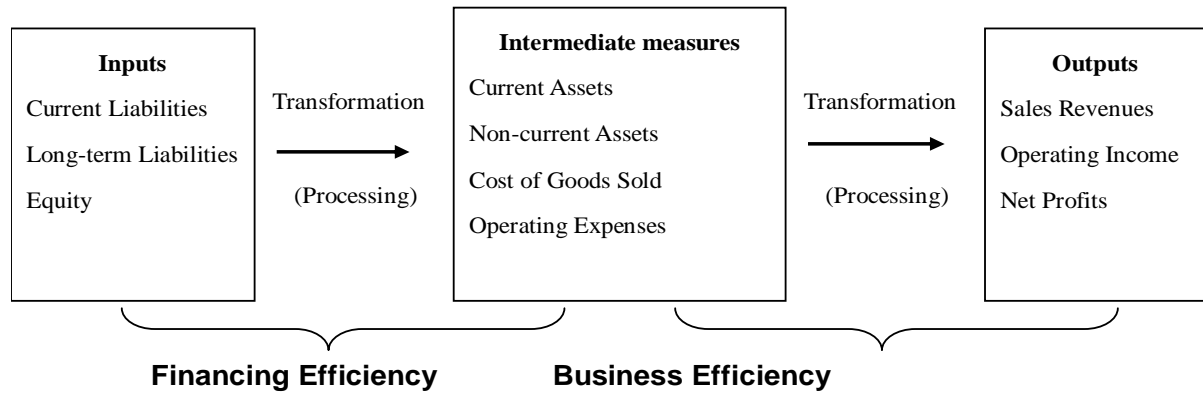 Inputs
Current Liabilities
Long-term Liabilities
Equity
Transformation
(Processing)
Intermediate measures
Current Assets
Non-current Assets
Cost of Goods Sold
Operating Expenses
Transformation
(Processing)
Outputs
Sales Revenues
Operating Income
Net Profits
Financing Efficiency
Business Efficiency